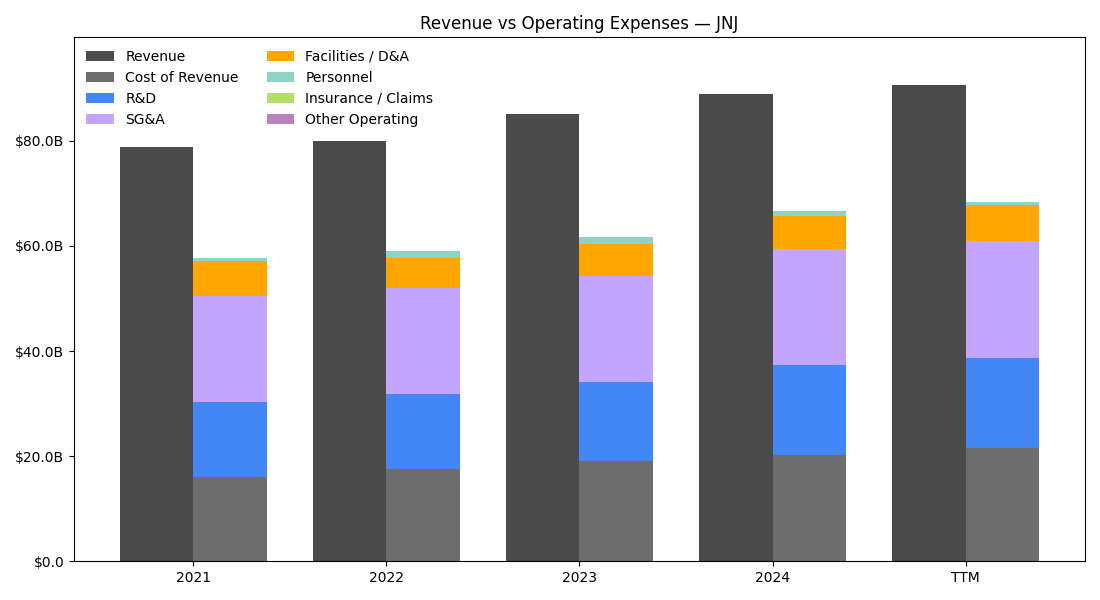 Revenue vs Operating Expenses — JNJ
Revenue
Cost of Revenue
R&D
SG&A
Facilities / D&A
Personnel
Insurance / Claims
Other Operating
$80.0B
$60.0B
$40.0B
$20.0B
$0.0
2021
2022
2023
2024
TTM